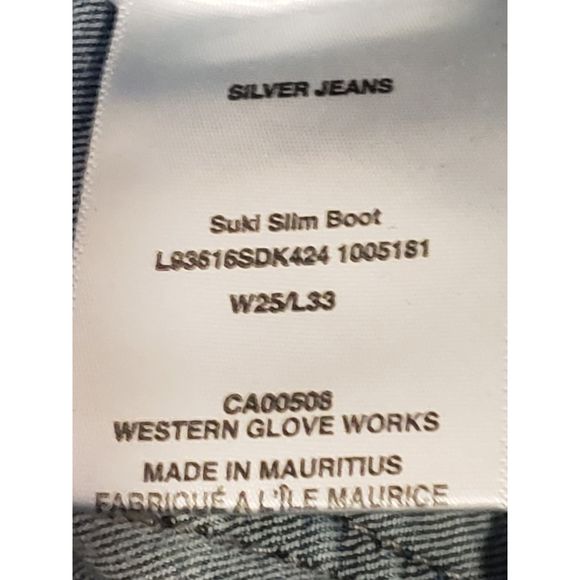 SILVER JEANS
Suki Slim Boot
L93616SDK424 1005181
W25/L33
CA00508
WESTERN GLOVE WORKS
MADE IN MAURITIUS
FABRIQUÉ A L'ÎLE MAURICE